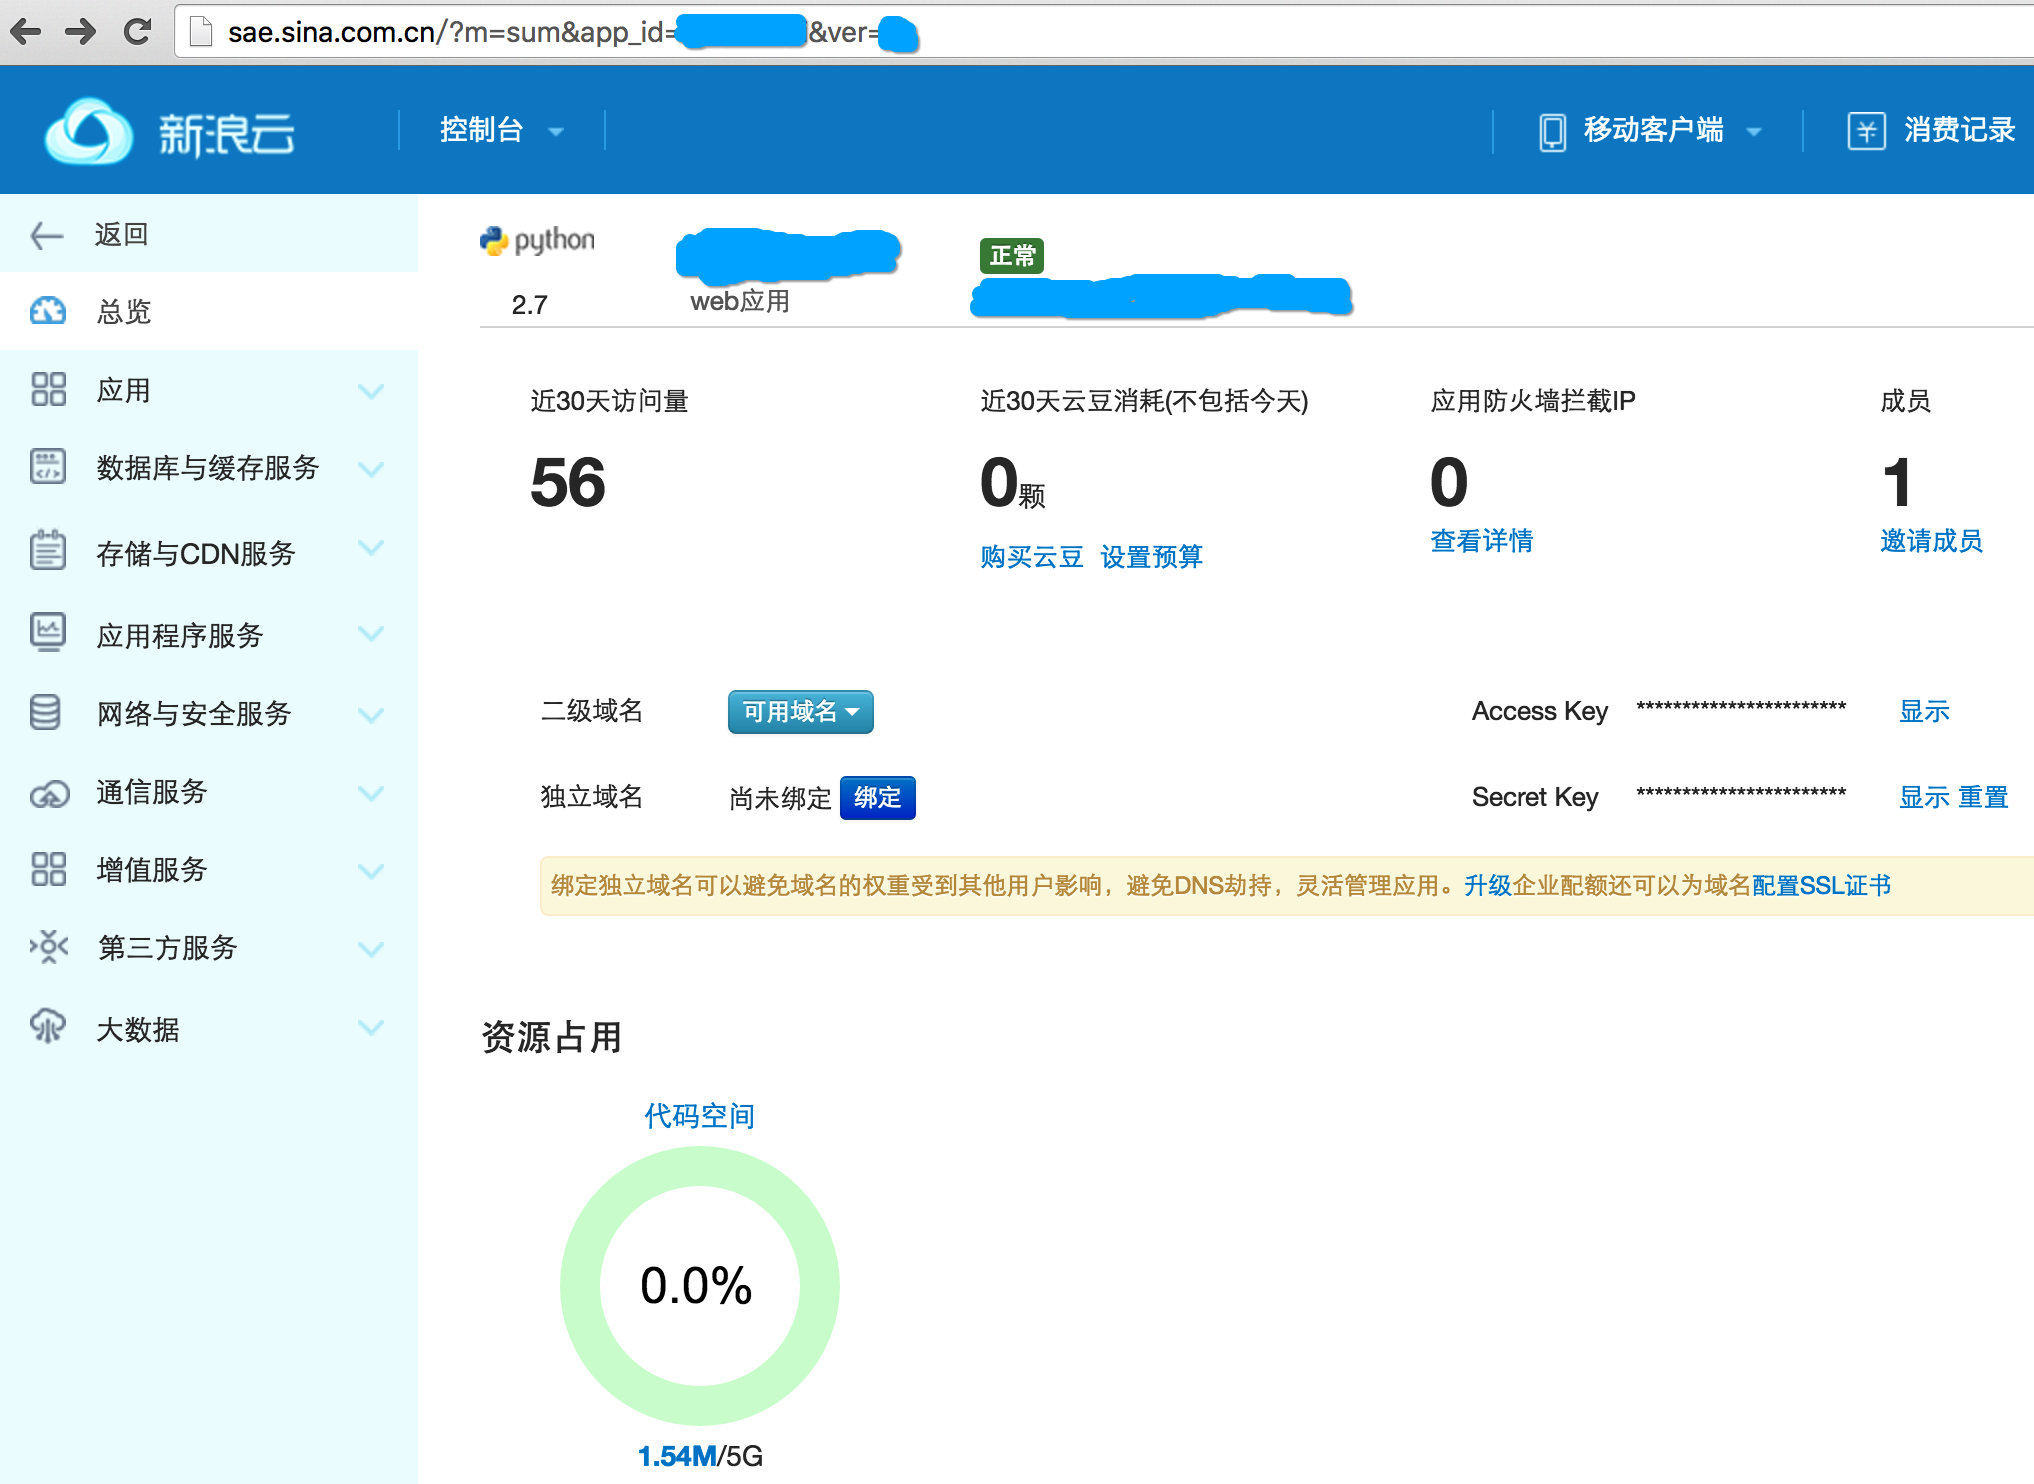 sae.sina.com.cn/?m=sum&app_id=
&ver=
新浪云
控制台
移动客户端
消费记录
返回
总览
应用
数据库与缓存服务
存储与CDN服务
应用程序服务
网络与安全服务
通信服务
增值服务
第三方服务
大数据
python
2.7
web应用
正常
近30天访问量
56
近30天云豆消耗(不包括今天)
0颗
购买云豆 设置预算
应用防火墙拦截IP
0
查看详情
成员
1
邀请成员
二级域名 可用域名
Access Key *********************** 显示
独立域名 尚未绑定 绑定
Secret Key *********************** 显示 重置
绑定独立域名可以避免域名的权重受到其他用户影响，避免DNS劫持，灵活管理应用。升级企业配额还可以为域名配置SSL证书
资源占用
代码空间
0.0%
1.54M/5G